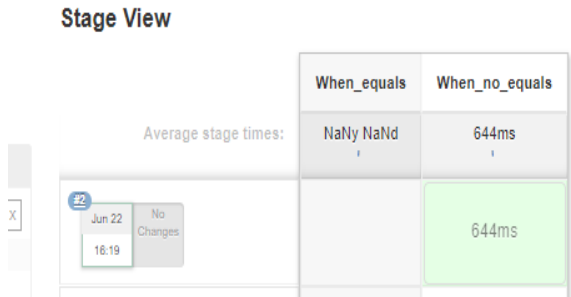 Stage View
When_equals When_no_equals
Average stage times: NaNy NaNd 644ms
#2
Jun 22 No Changes
16:19
644ms
X